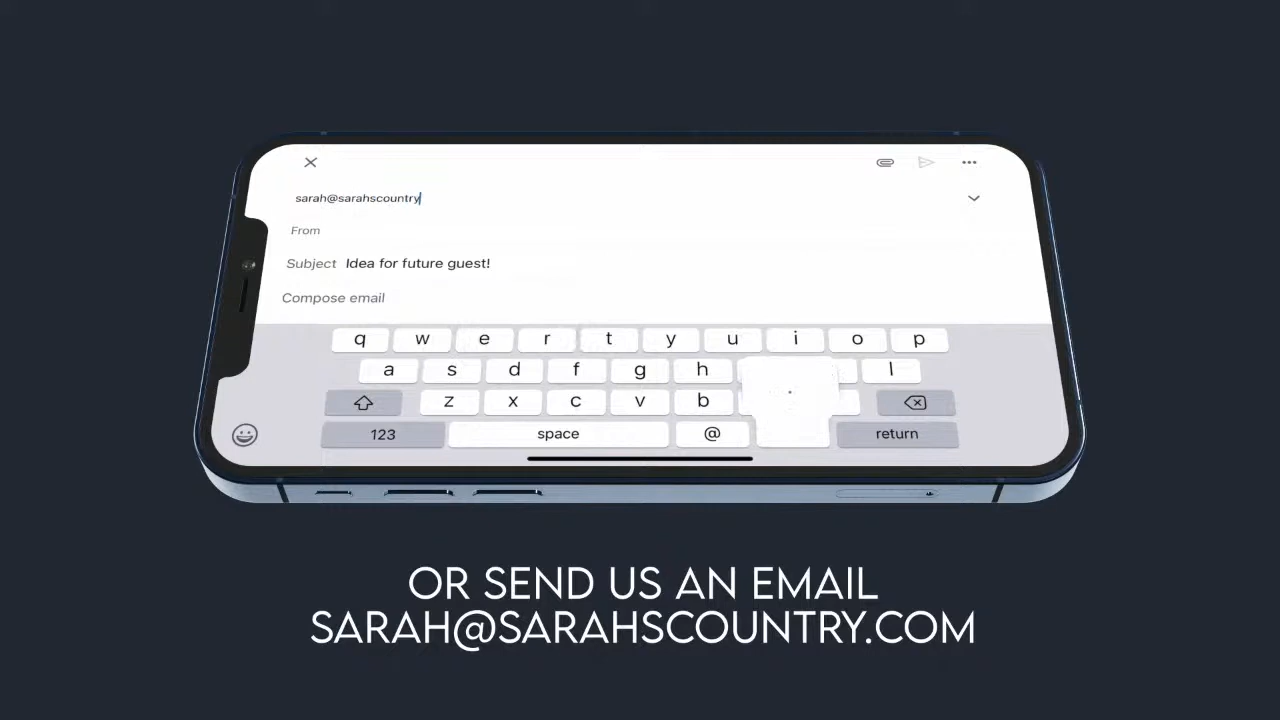 sarah@sarahscountry
From
Subject Idea for future guest!
Compose email
q w e r t y u i o p
a s d f g h l
z x c v b
123 space @ return
OR SEND US AN EMAIL
SARAH@SARAHSCOUNTRY.COM